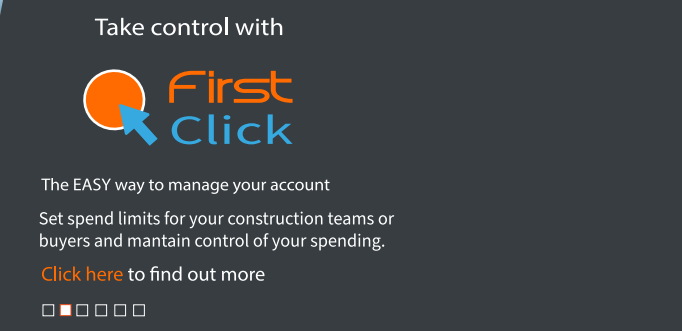 Take control with
First
Click
The EASY way to manage your account
Set spend limits for your construction teams or
buyers and mantain control of your spending.
Click here to find out more